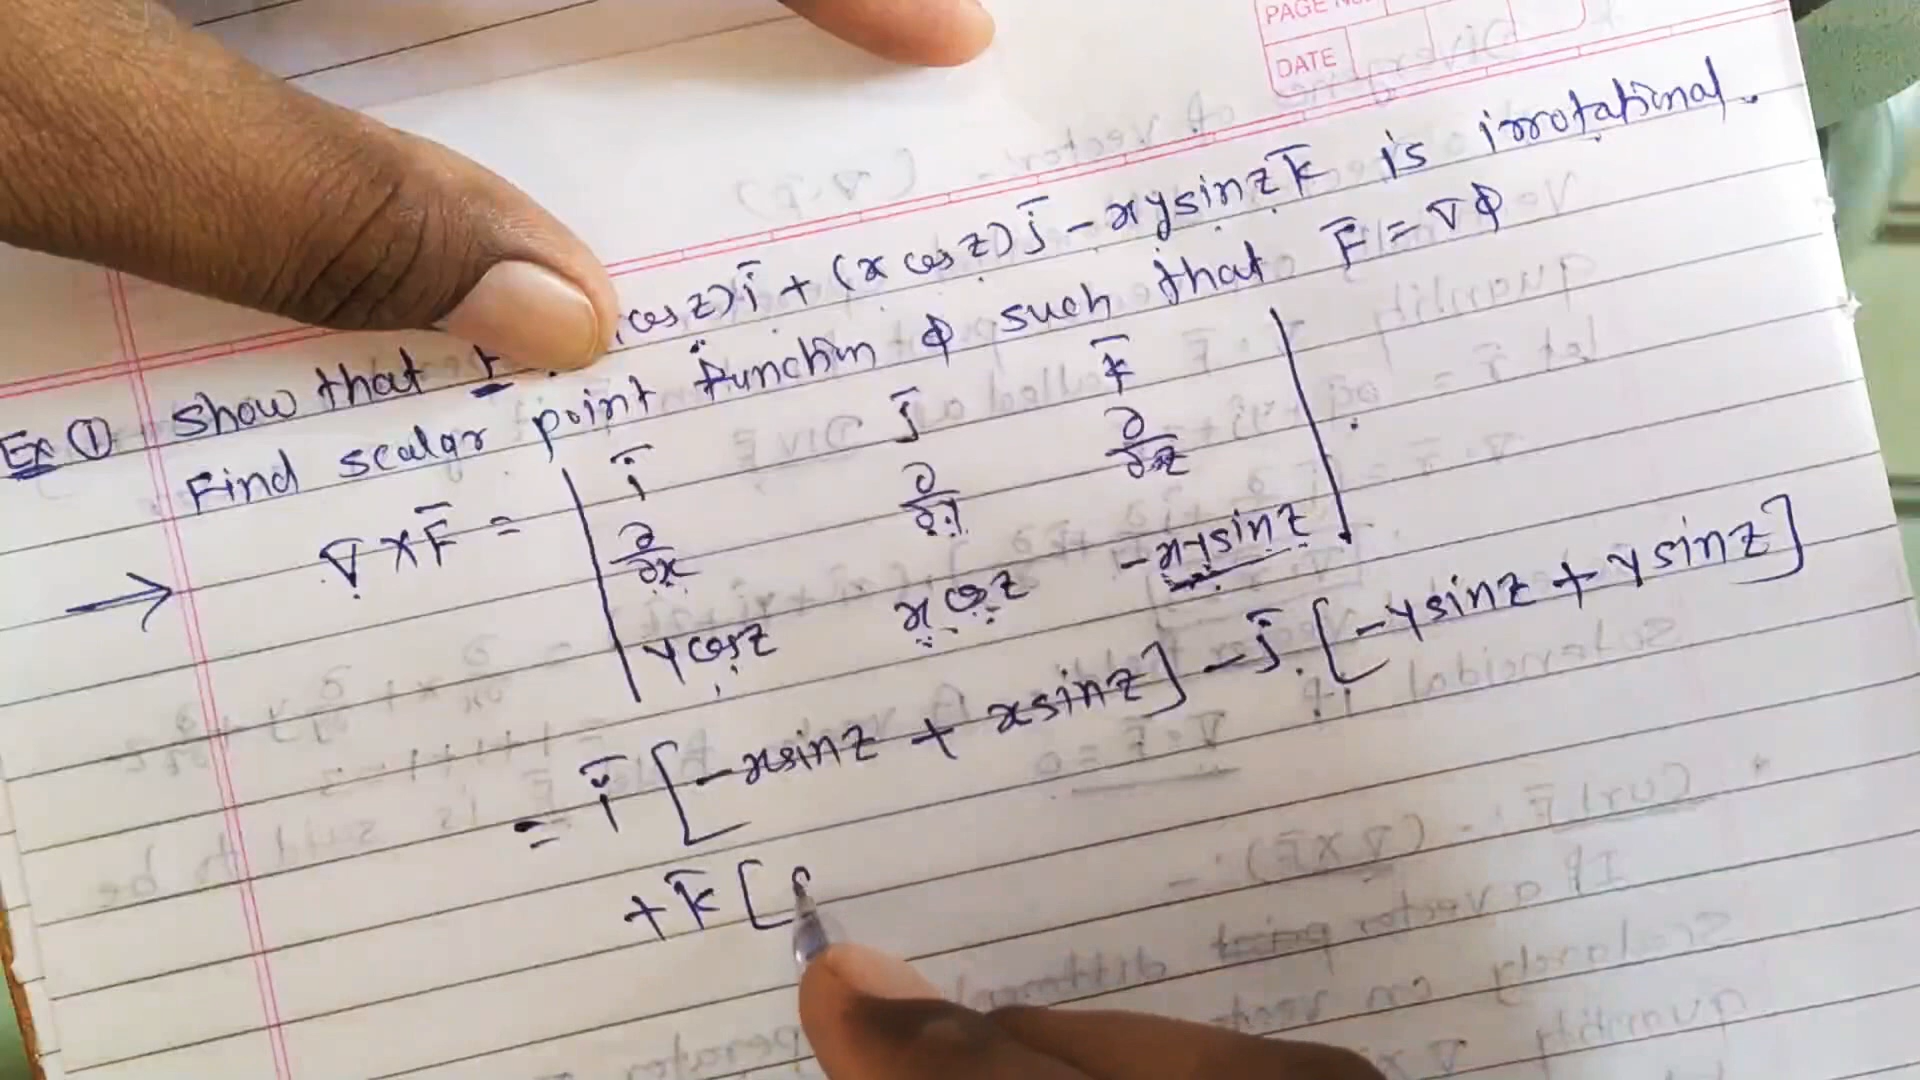 PAGE No.
DATE
Ex ① Show that F cos z) i̅ + (x cos z) j̅ - xy sin z k̅ is irrotational.
Find scalar point function ϕ such that F̅ = ∇ϕ
∇ × F̅ = | i̅ j̅ k̅ |
∂/∂x ∂/∂y ∂/∂z
y cos z x cos z - xy sin z
= i̅ [ - x sin z + x sin z ] - j̅ [ - y sin z + y sin z ]
+ k̅ [